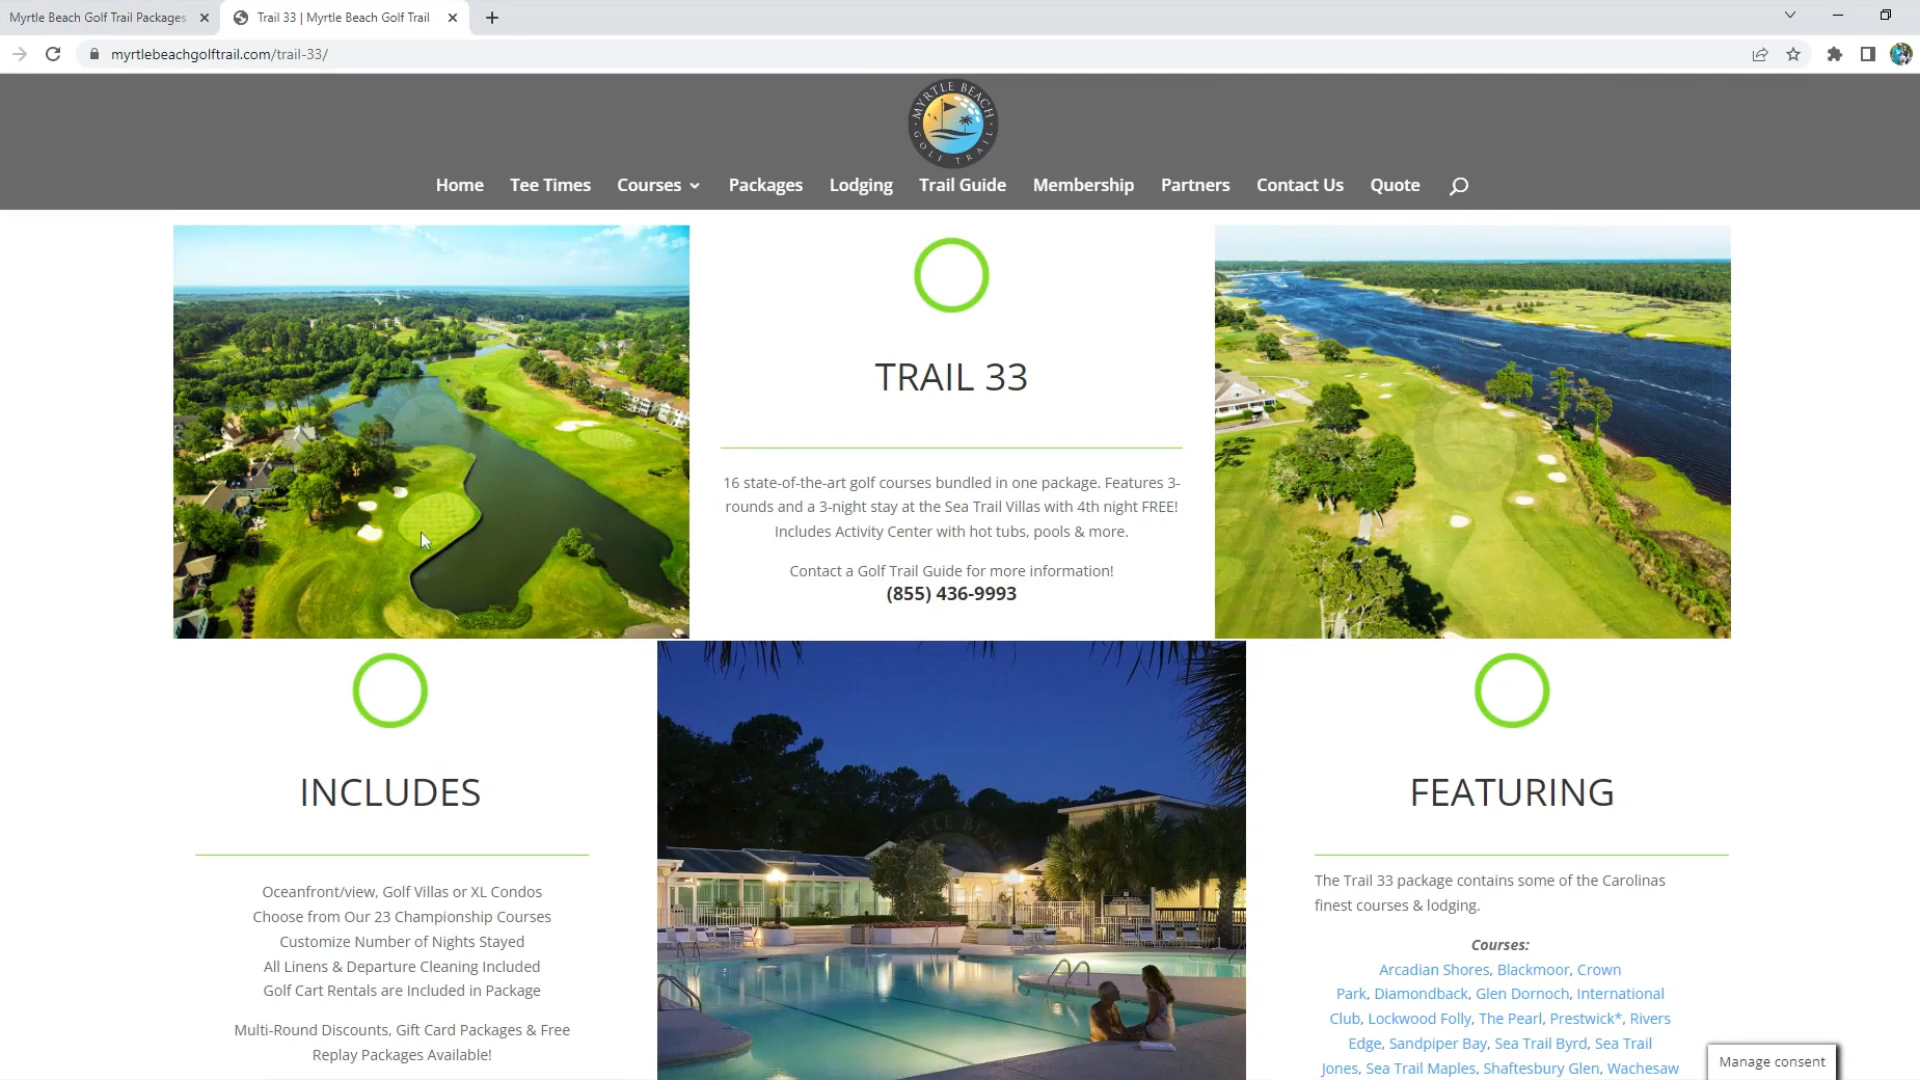 Myrtle Beach Golf Trail Packages
Trail 33 | Myrtle Beach Golf Trail
myrtlebeachgolftrail.com/trail-33/
MYRTLE BEACH
GOLF TRAIL
Home Tee Times Courses Packages Lodging Trail Guide Membership Partners Contact Us Quote
TRAIL 33
16 state-of-the-art golf courses bundled in one package. Features 3-
rounds and a 3-night stay at the Sea Trail Villas with 4th night FREE!
Includes Activity Center with hot tubs, pools & more.
Contact a Golf Trail Guide for more information!
(855) 436-9993
INCLUDES
Oceanfront/view, Golf Villas or XL Condos
Choose from Our 23 Championship Courses
Customize Number of Nights Stayed
All Linens & Departure Cleaning Included
Golf Cart Rentals are Included in Package
Multi-Round Discounts, Gift Card Packages & Free
Replay Packages Available!
FEATURING
The Trail 33 package contains some of the Carolinas
finest courses & lodging.
Courses:
Arcadian Shores, Blackmoor, Crown
Park, Diamondback, Glen Dornoch, International
Club, Lockwood Folly, The Pearl, Prestwick*, Rivers
Edge, Sandpiper Bay, Sea Trail Byrd, Sea Trail
Jones, Sea Trail Maples, Shaftesbury Glen, Wachesaw
Manage consent